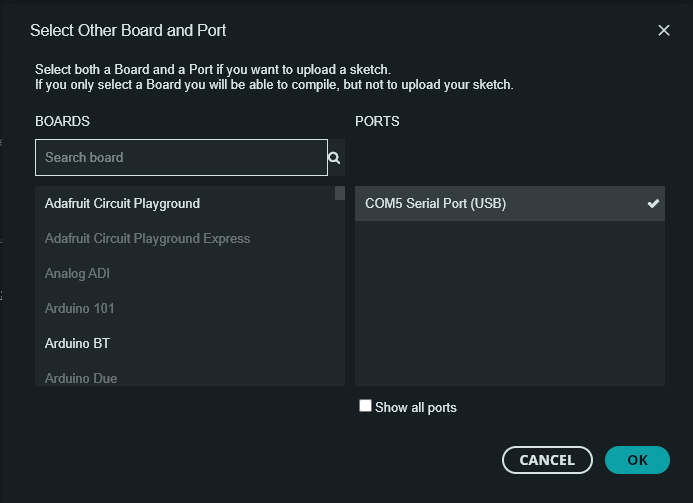 Select Other Board and Port
Select both a Board and a Port if you want to upload a sketch.
If you only select a Board you will be able to compile, but not to upload your sketch.
BOARDS
PORTS
Search board
Adafruit Circuit Playground
COM5 Serial Port (USB)
Adafruit Circuit Playground Express
Analog ADI
Arduino 101
Arduino BT
Arduino Due
Show all ports
CANCEL
OK